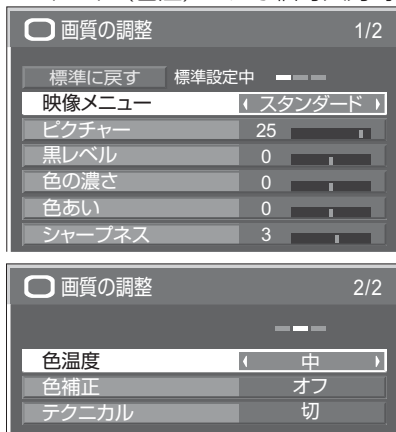 画質の調整 1/2
標準に戻す 標準設定中
映像メニュー スタンダード
ピクチャー 25
黒レベル 0
色の濃さ 0
色あい 0
シャープネス 3
画質の調整 2/2
色温度 中
色補正 オフ
テクニカル 切